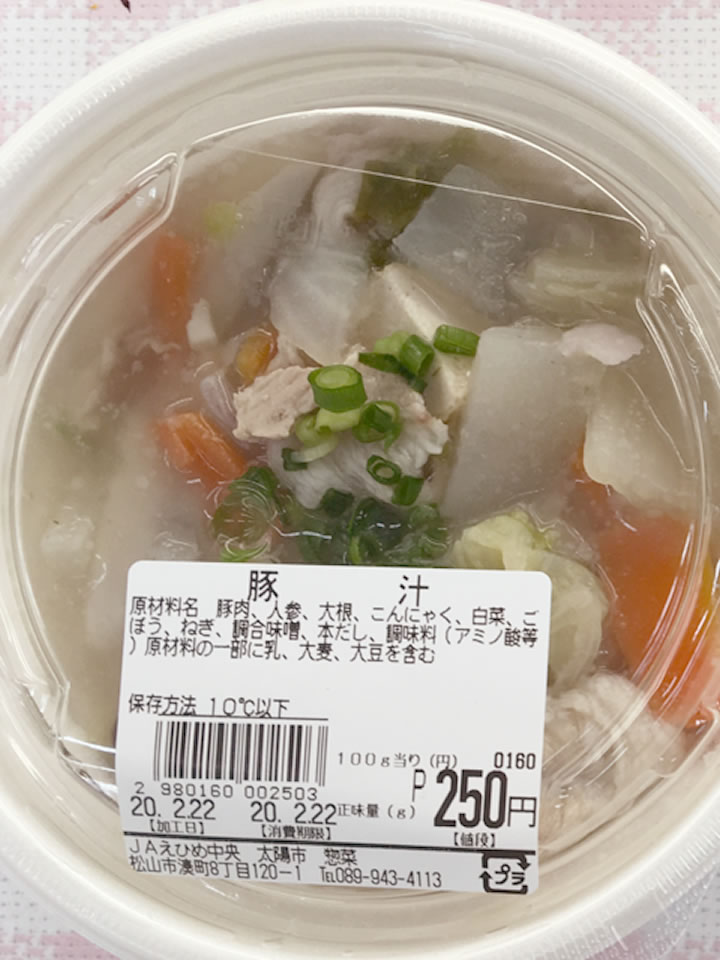 豚汁
原材料名 豚肉、人参、大根、こんにゃく、白菜、ご
ぼう、ねぎ、調合味噌、本だし、調味料（アミノ酸等
）原材料の一部に乳、大麦、大豆を含む
保存方法 10℃以下
100g当り（円） 0160
2 980160 002503
P 250円
20. 2.22 20. 2.22 正味量（g）
【加工日】 【消費期限】 【値段】
JAえひめ中央 太陽市 惣菜
松山市湊町8丁目120-1 ℡089-943-4113
プラ